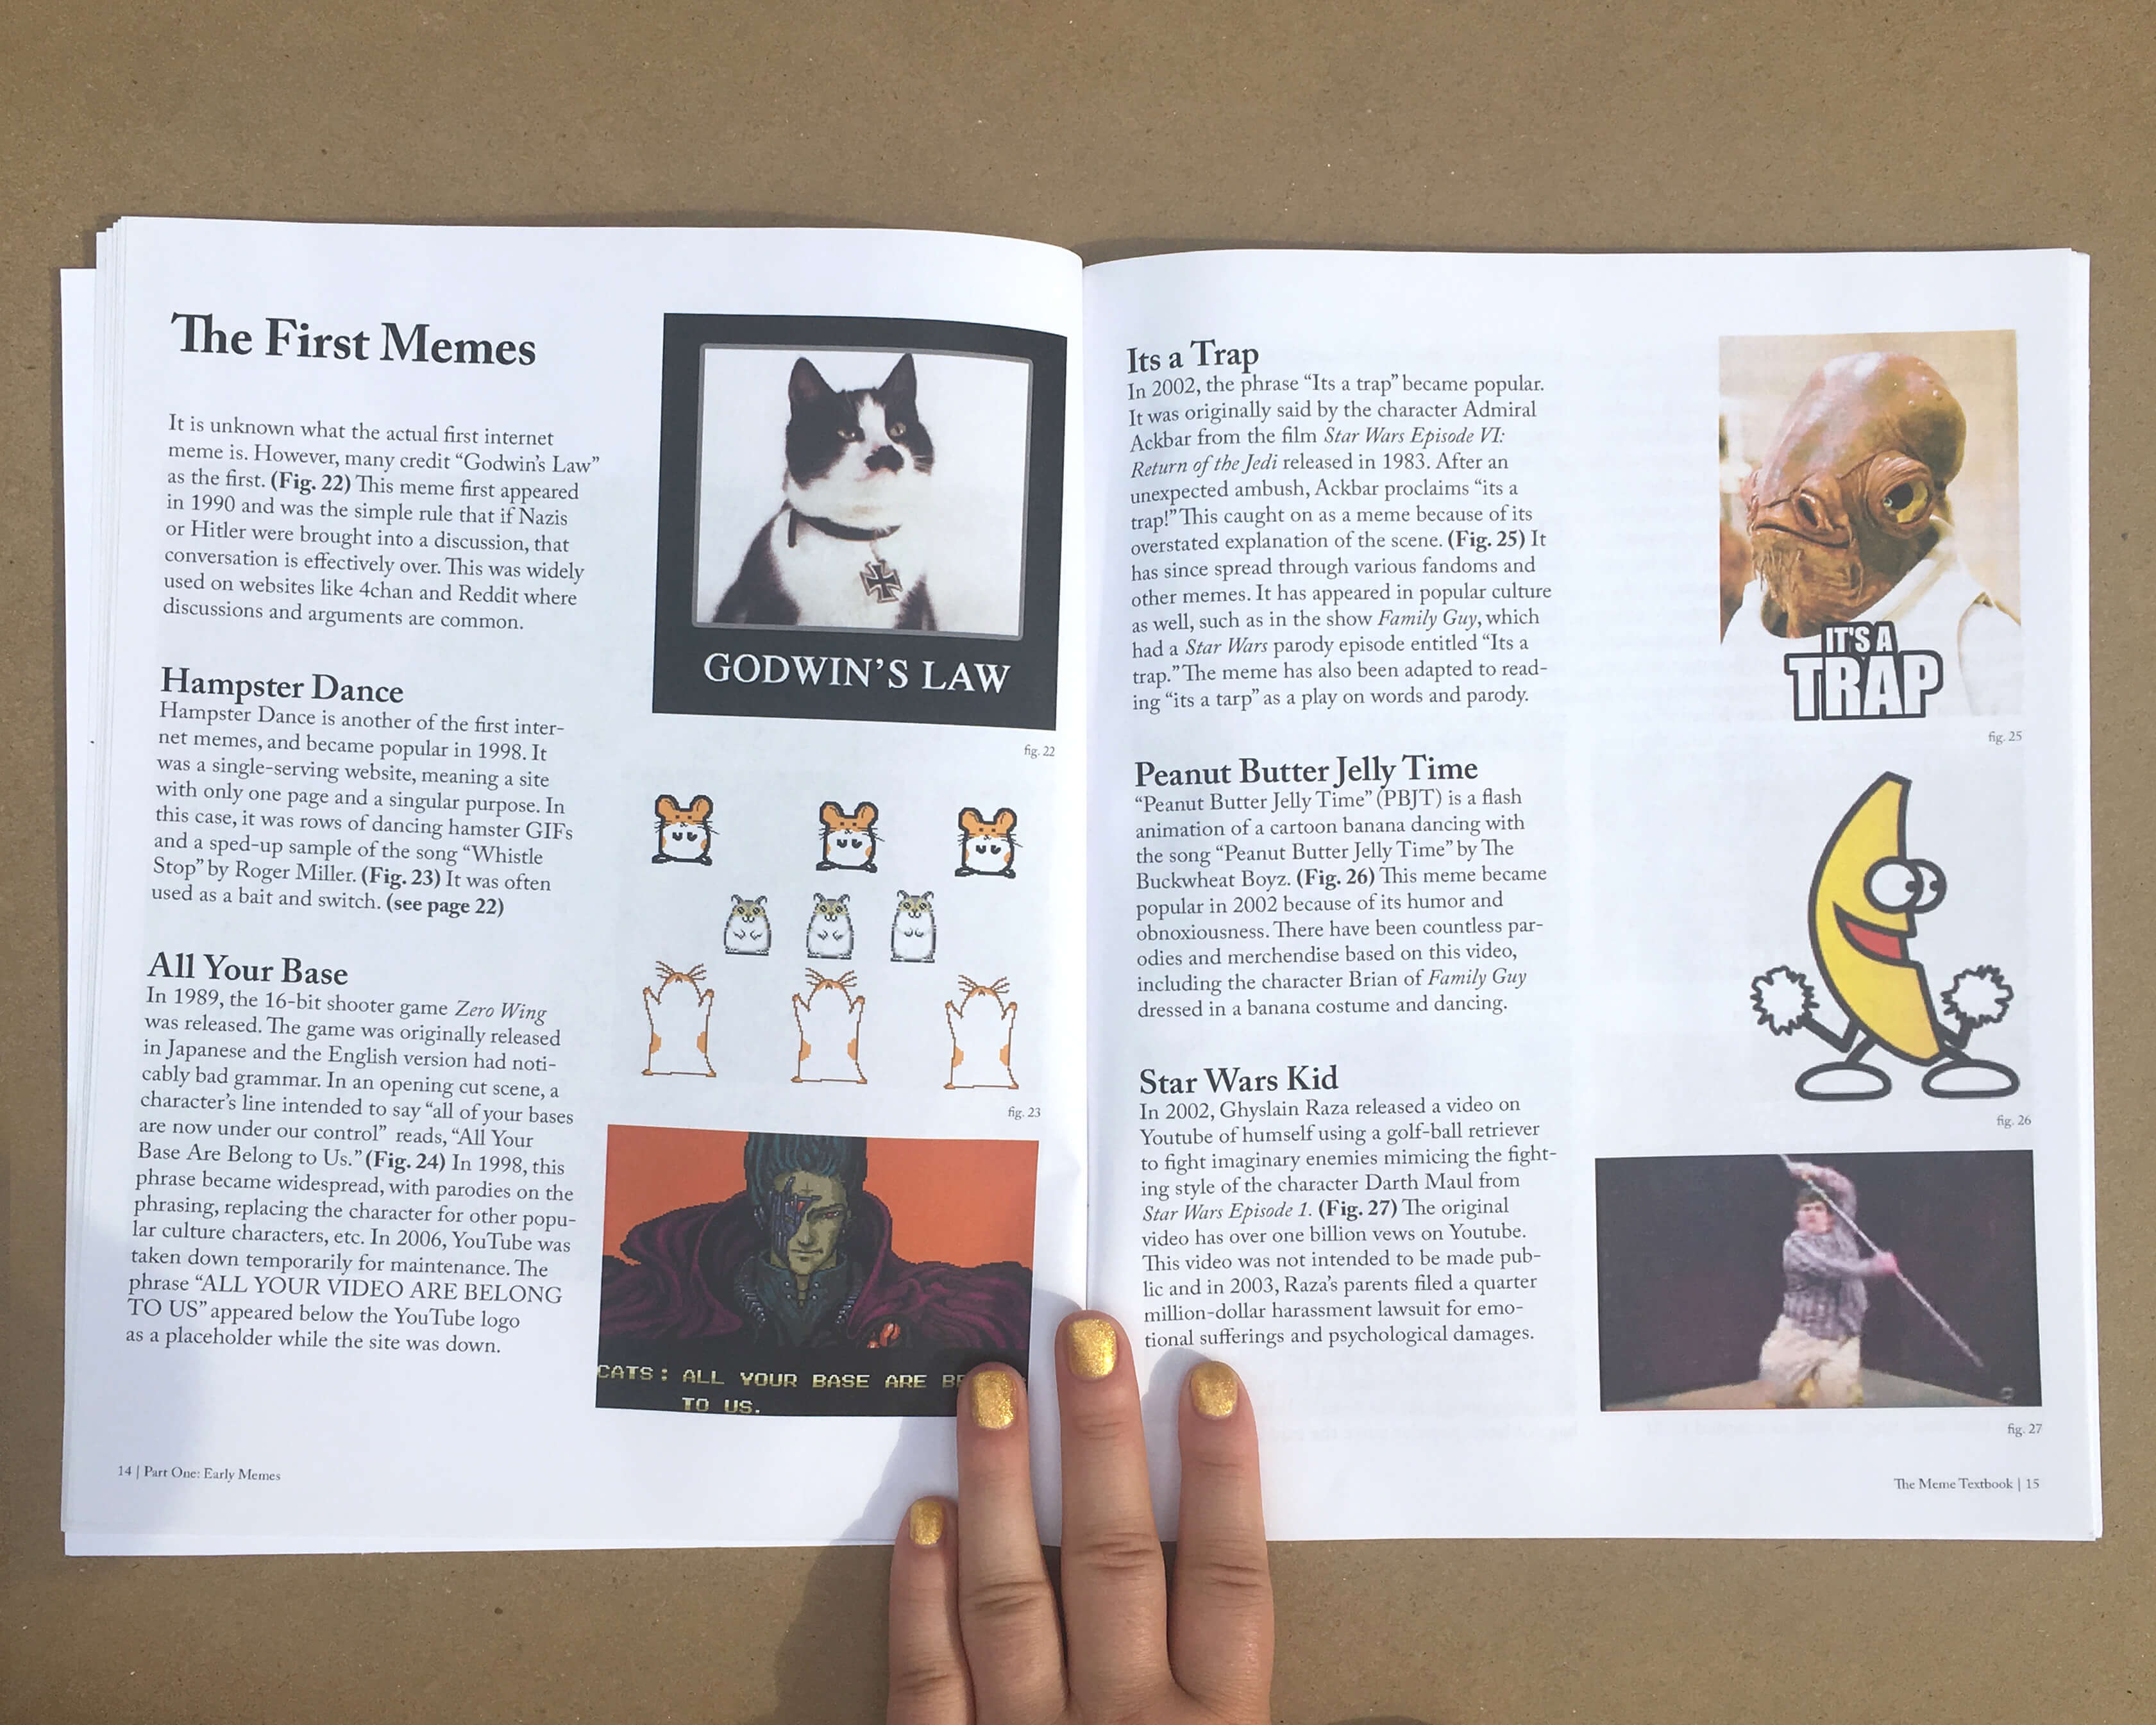 The First Memes
It is unknown what the actual first internet
meme is. However, many credit “Godwin’s Law”
as the first. (Fig. 22) This meme first appeared
in 1990 and was the simple rule that if Nazis
or Hitler were brought into a discussion, that
conversation is effectively over. This was widely
used on websites like 4chan and Reddit where
discussions and arguments are common.
Hampster Dance
Hampster Dance is another of the first inter-
net memes, and became popular in 1998. It
was a single-serving website, meaning a site
with only one page and a singular purpose. In
this case, it was rows of dancing hamster GIFs
and a sped-up sample of the song “Whistle
Stop” by Roger Miller. (Fig. 23) It was often
used as a bait and switch. (see page 22)
All Your Base
In 1989, the 16-bit shooter game Zero Wing
was released. The game was originally released
in Japanese and the English version had noti-
cably bad grammar. In an opening cut scene, a
character’s line intended to say “all of your bases
are now under our control” reads, “All Your
Base Are Belong to Us.” (Fig. 24) In 1998, this
phrase became widespread, with parodies on the
phrasing, replacing the character for other popu-
lar culture characters, etc. In 2006, YouTube was
taken down temporarily for maintenance. The
phrase “ALL YOUR VIDEO ARE BELONG
TO US” appeared below the YouTube logo
as a placeholder while the site was down.
GODWIN’S LAW
fig. 22
fig. 23
CATS: ALL YOUR BASE ARE
TO US.
14 | Part One: Early Memes
Its a Trap
In 2002, the phrase “Its a trap” became popular.
It was originally said by the character Admiral
Ackbar from the film Star Wars Episode VI:
Return of the Jedi released in 1983. After an
unexpected ambush, Ackbar proclaims “its a
trap!” This caught on as a meme because of its
overstated explanation of the scene. (Fig. 25) It
has since spread through various fandoms and
other memes. It has appeared in popular culture
as well, such as in the show Family Guy, which
had a Star Wars parody episode entitled “Its a
trap.” The meme has also been adapted to read-
ing “its a tarp” as a play on words and parody.
Peanut Butter Jelly Time
“Peanut Butter Jelly Time” (PBJT) is a flash
animation of a cartoon banana dancing with
the song “Peanut Butter Jelly Time” by The
Buckwheat Boyz. (Fig. 26) This meme became
popular in 2002 because of its humor and
obnoxiousness. There have been countless par-
odies and merchendise based on this video,
including the character Brian of Family Guy
dressed in a banana costume and dancing.
Star Wars Kid
In 2002, Ghyslain Raza released a video on
Youtube of humself using a golf-ball retriever
to fight imaginary enemies mimicing the fight-
ing style of the character Darth Maul from
Star Wars Episode 1. (Fig. 27) The original
video has over one billion vews on Youtube.
This video was not intended to be made pub-
lic and in 2003, Raza’s parents filed a quarter
million-dollar harassment lawsuit for emo-
tional sufferings and psychological damages.
IT'S A
TRAP
fig. 25
fig. 26
fig. 27
The Meme Textbook | 15